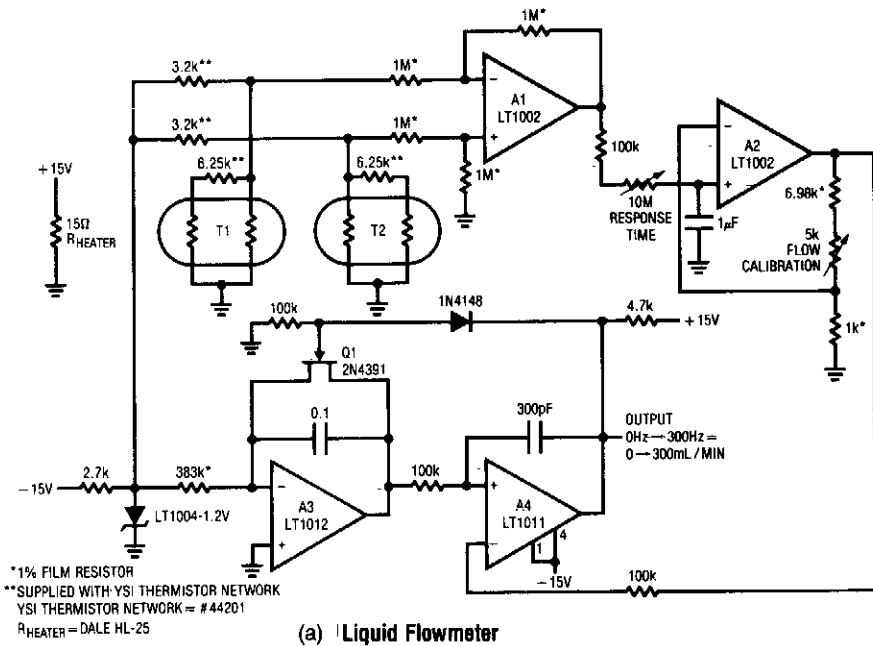 1M*
3.2k**
1M*
A1
LT1002
3.2k**
1M*
100k
A2
LT1002
+15V
6.25k**
6.25k**
1M*
6.98k*
15Ω
RHEATER
T1
T2
10M
RESPONSE
TIME
1µF
5k
FLOW
CALIBRATION
100k
1N4148
4.7k
+15V
1k*
Q1
2N4391
0.1
300pF
OUTPUT
0Hz→300Hz =
0→300mL/MIN
-15V
2.7k
383k*
A3
LT1012
100k
A4
LT1011
LT1004-1.2V
1
4
-15V
100k
*1% FILM RESISTOR
**SUPPLIED WITH YSI THERMISTOR NETWORK
YSI THERMISTOR NETWORK = #44201
RHEATER = DALE HL-25
(a) Liquid Flowmeter